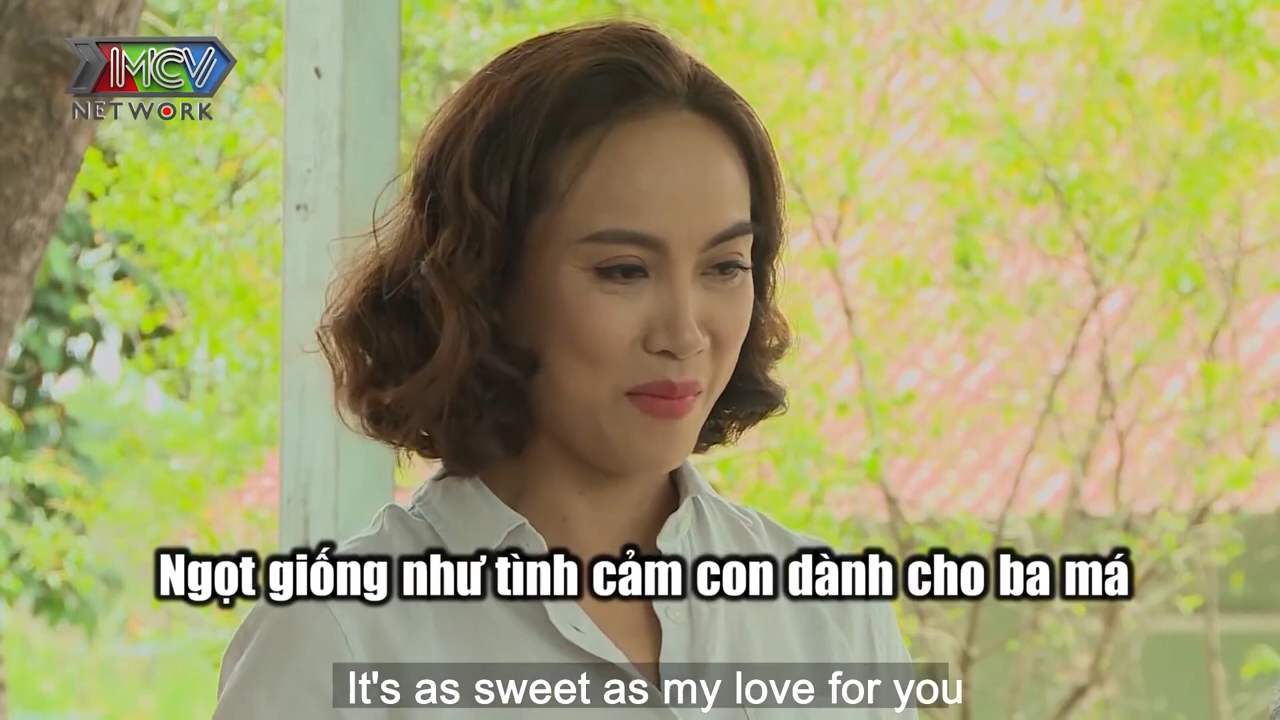 MCV
NETWORK
Ngọt giống như tình cảm con dành cho ba má
It's as sweet as my love for you